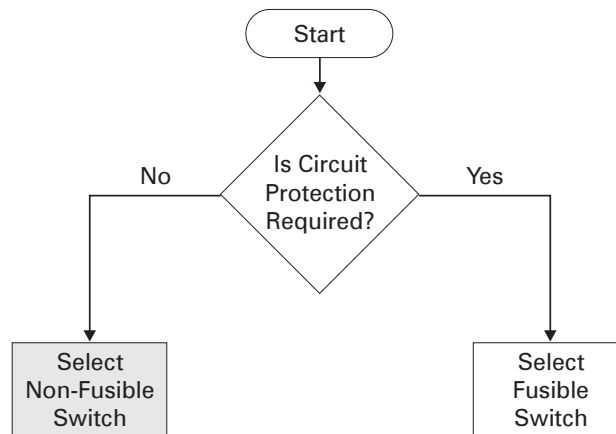 Start
Is Circuit
Protection
Required?
No
Yes
Select
Non-Fusible
Switch
Select
Fusible
Switch